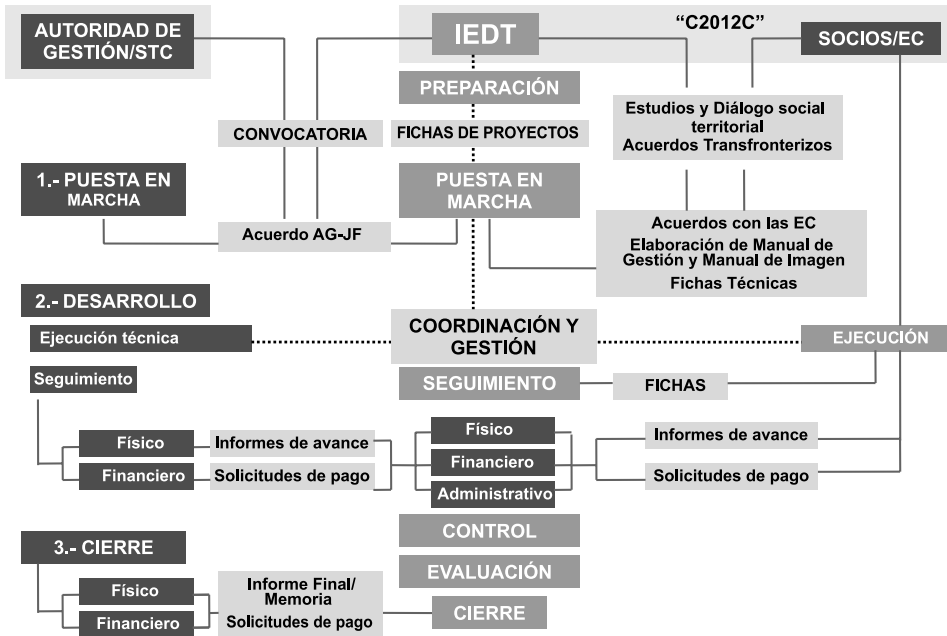 AUTORIDAD DE
GESTIÓN/STC
IEDT
“C2012C”
SOCIOS/EC
PREPARACIÓN
CONVOCATORIA
FICHAS DE PROYECTOS
Estudios y Diálogo social
territorial
Acuerdos Transfronterizos
1.- PUESTA EN
MARCHA
PUESTA EN
MARCHA
Acuerdo AG-JF
Acuerdos con las EC
Elaboración de Manual de
Gestión y Manual de Imagen
Fichas Técnicas
2.- DESARROLLO
Ejecución técnica
COORDINACIÓN Y
GESTIÓN
EJECUCIÓN
Seguimiento
SEGUIMIENTO
FICHAS
Físico
Informes de avance
Financiero
Solicitudes de pago
Físico
Financiero
Administrativo
Informes de avance
Solicitudes de pago
CONTROL
3.- CIERRE
EVALUACIÓN
Físico
Financiero
Informe Final/
Memoria
Solicitudes de pago
CIERRE